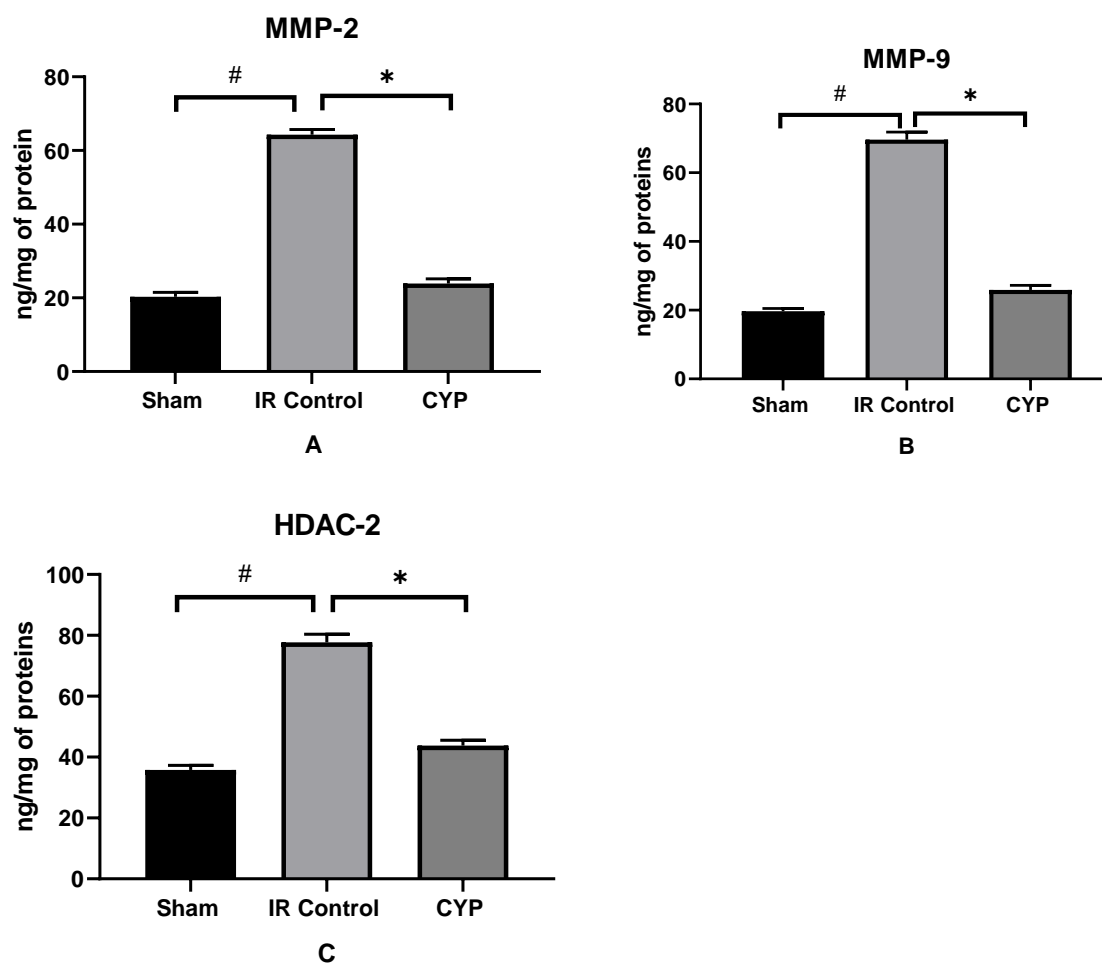 MMP-2
ng/mg of protein
80
60
40
20
0
# *
Sham IR Control CYP
A
MMP-9
ng/mg of proteins
80
60
40
20
0
# *
Sham IR Control CYP
B
HDAC-2
ng/mg of proteins
100
80
60
40
20
0
# *
Sham IR Control CYP
C